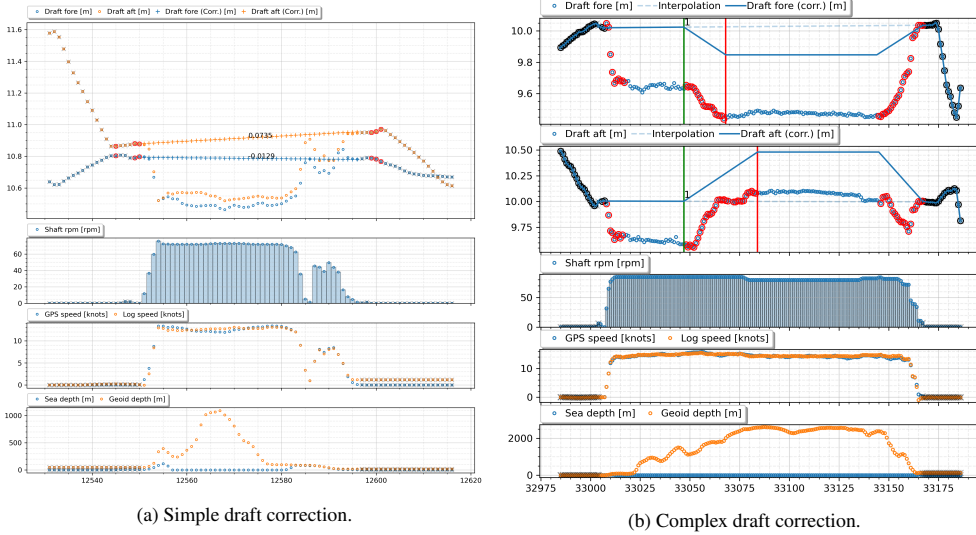 Draft fore [m] Draft aft [m] Draft fore (Corr.) [m] Draft aft (Corr.) [m]
11.6
11.4
11.2
11.0
10.8
10.6
0.0735
-0.0129
Shaft rpm [rpm]
60
40
20
0
GPS speed [knots] Log speed [knots]
10
5
0
Sea depth [m] Geoid depth [m]
1000
500
0
12540 12560 12580 12600 12620
(a) Simple draft correction.
Draft fore [m] Interpolation Draft fore (corr.) [m]
10.0
9.8
9.6
1
Draft aft [m] Interpolation Draft aft (corr.) [m]
10.50
10.25
10.00
9.75
1
Shaft rpm [rpm]
50
0
GPS speed [knots] Log speed [knots]
10
0
Sea depth [m] Geoid depth [m]
2000
0
32975 33000 33025 33050 33075 33100 33125 33150 33175
(b) Complex draft correction.